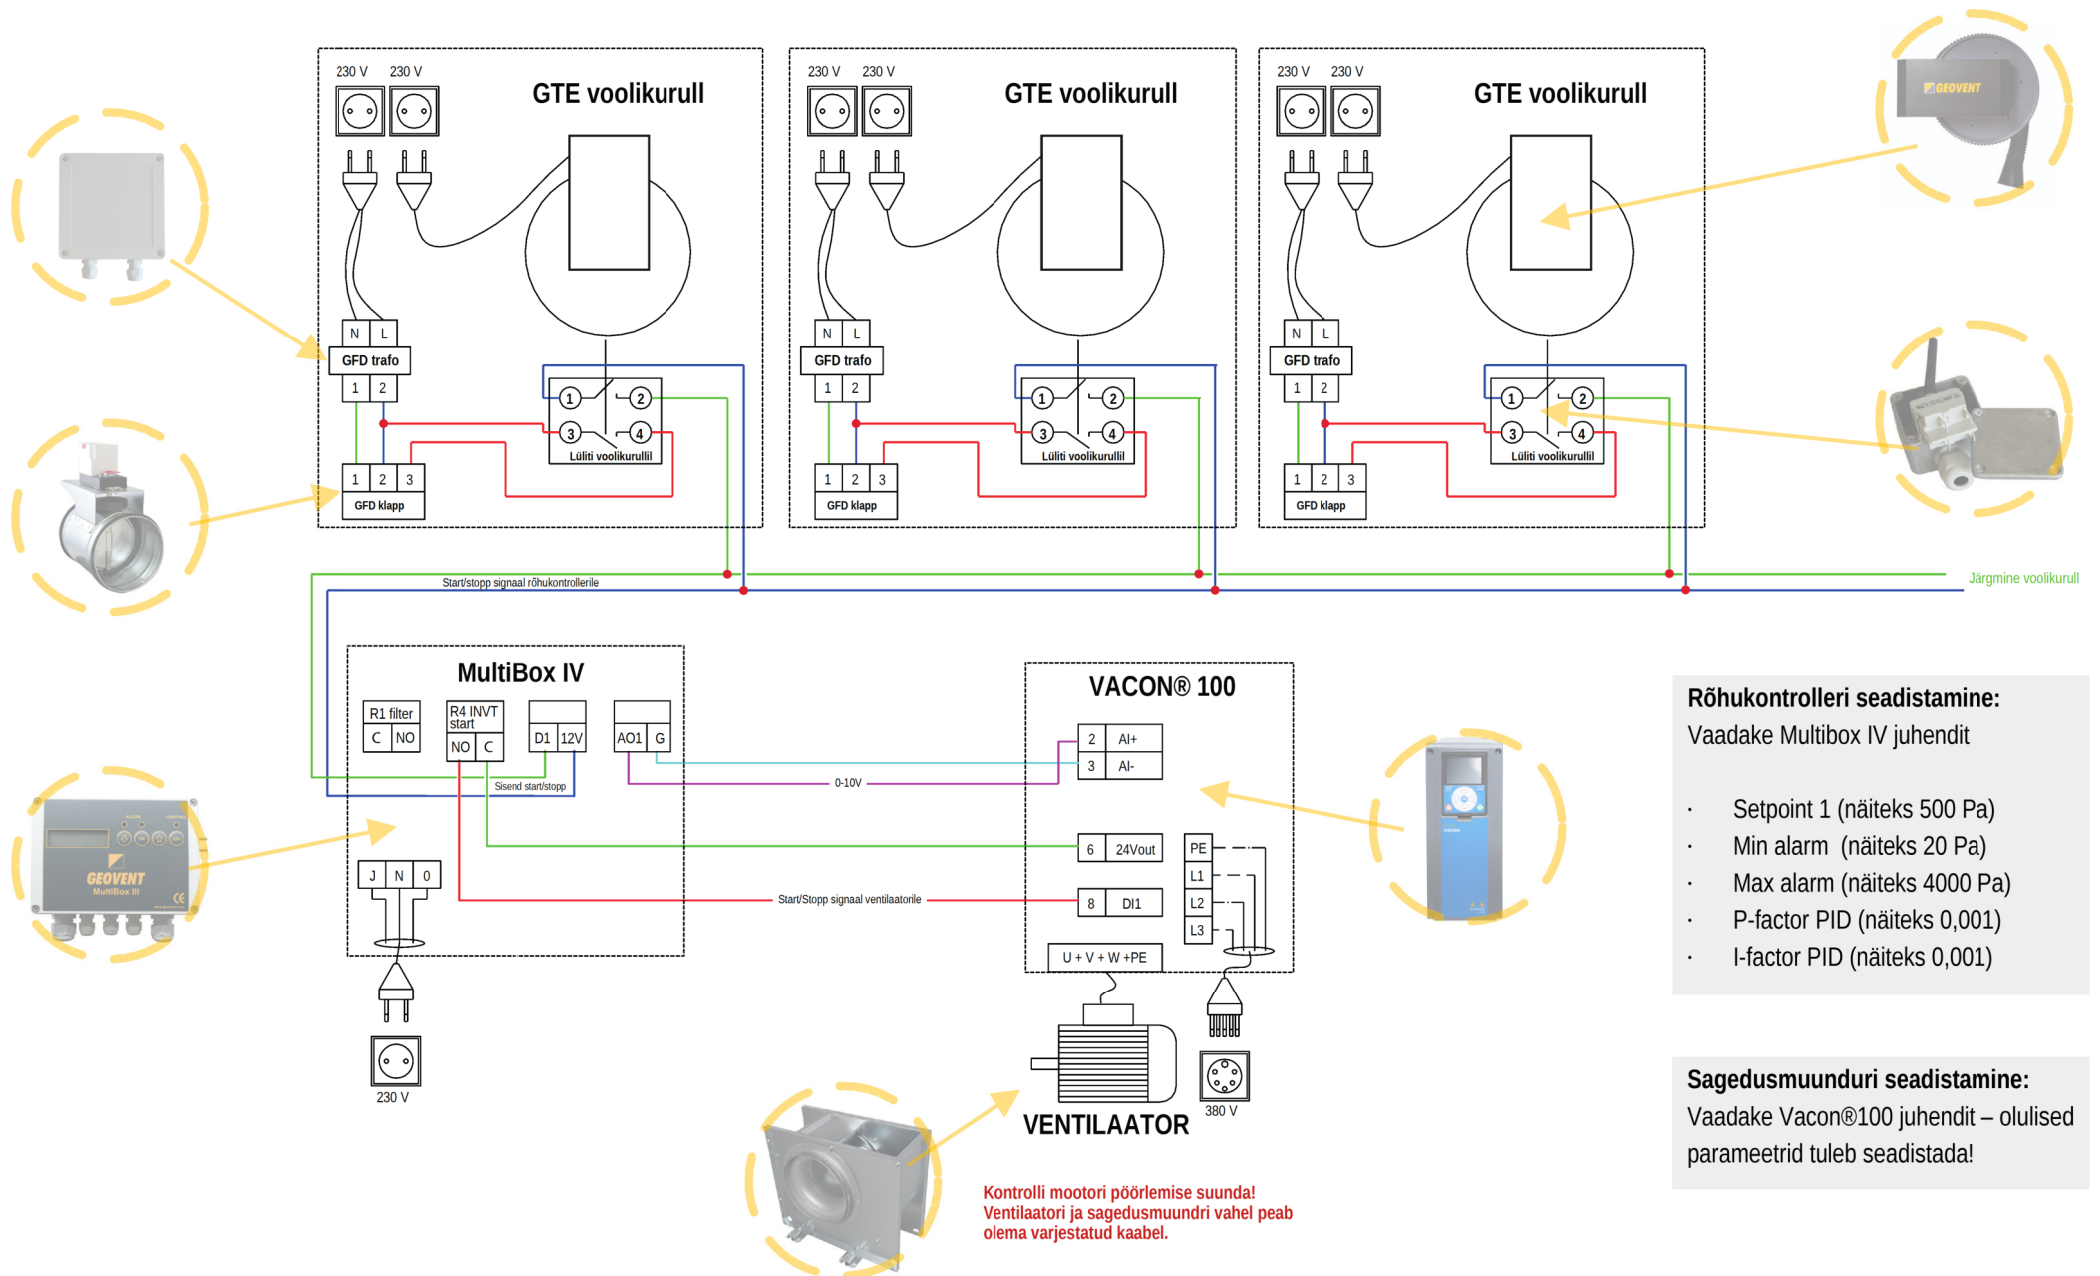 230 V 230 V
GTE voolikurull
N L
GFD trafo
1 2
1 2
3 4
Lüliti voolikurullil
1 2 3
GFD klapp
230 V 230 V
GTE voolikurull
N L
GFD trafo
1 2
1 2
3 4
Lüliti voolikurullil
1 2 3
GFD klapp
230 V 230 V
GTE voolikurull
N L
GFD trafo
1 2
1 2
3 4
Lüliti voolikurullil
1 2 3
GFD klapp
GEOVENT
Start/stopp signaal rõhukontrollerile
Järgmine voolikurull
MultiBox IV
R1 filter
C NO
R4 INVT
start
NO C
D1 12V
AO1 G
Sisend start/stopp
0-10V
J N 0
230 V
GEOVENT
MultiBox III
VACON® 100
2 AI+
3 AI-
6 24Vout
8 DI1
PE
L1
L2
L3
U + V + W +PE
Start/Stopp signaal ventilaatorile
VENTILAATOR
380 V
VACON
Kontrolli mootori pöörlemise suunda!
Ventilaatori ja sagedusmuundri vahel peab
olema varjestatud kaabel.
Rõhukontrolleri seadistamine:
Vaadake Multibox IV juhendit
· Setpoint 1 (näiteks 500 Pa)
· Min alarm (näiteks 20 Pa)
· Max alarm (näiteks 4000 Pa)
· P-factor PID (näiteks 0,001)
· I-factor PID (näiteks 0,001)
Sagedusmuunduri seadistamine:
Vaadake Vacon®100 juhendit – olulised
parameetrid tuleb seadistada!